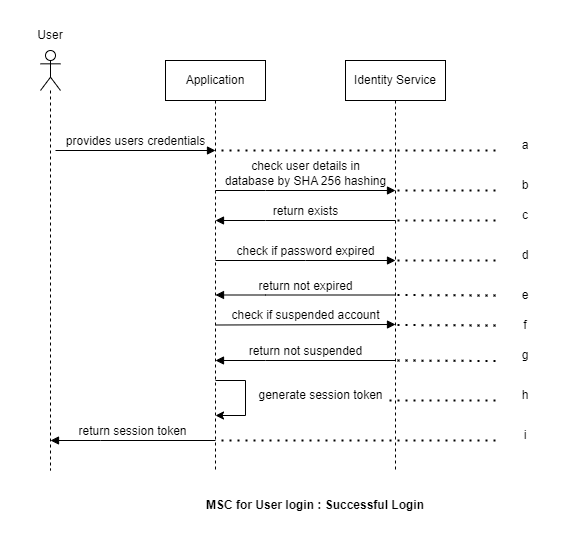 User
Application
Identity Service
provides users credentials
a
check user details in
database by SHA 256 hashing
b
return exists
c
check if password expired
d
return not expired
e
check if suspended account
f
return not suspended
g
generate session token
h
return session token
i
MSC for User login : Successful Login